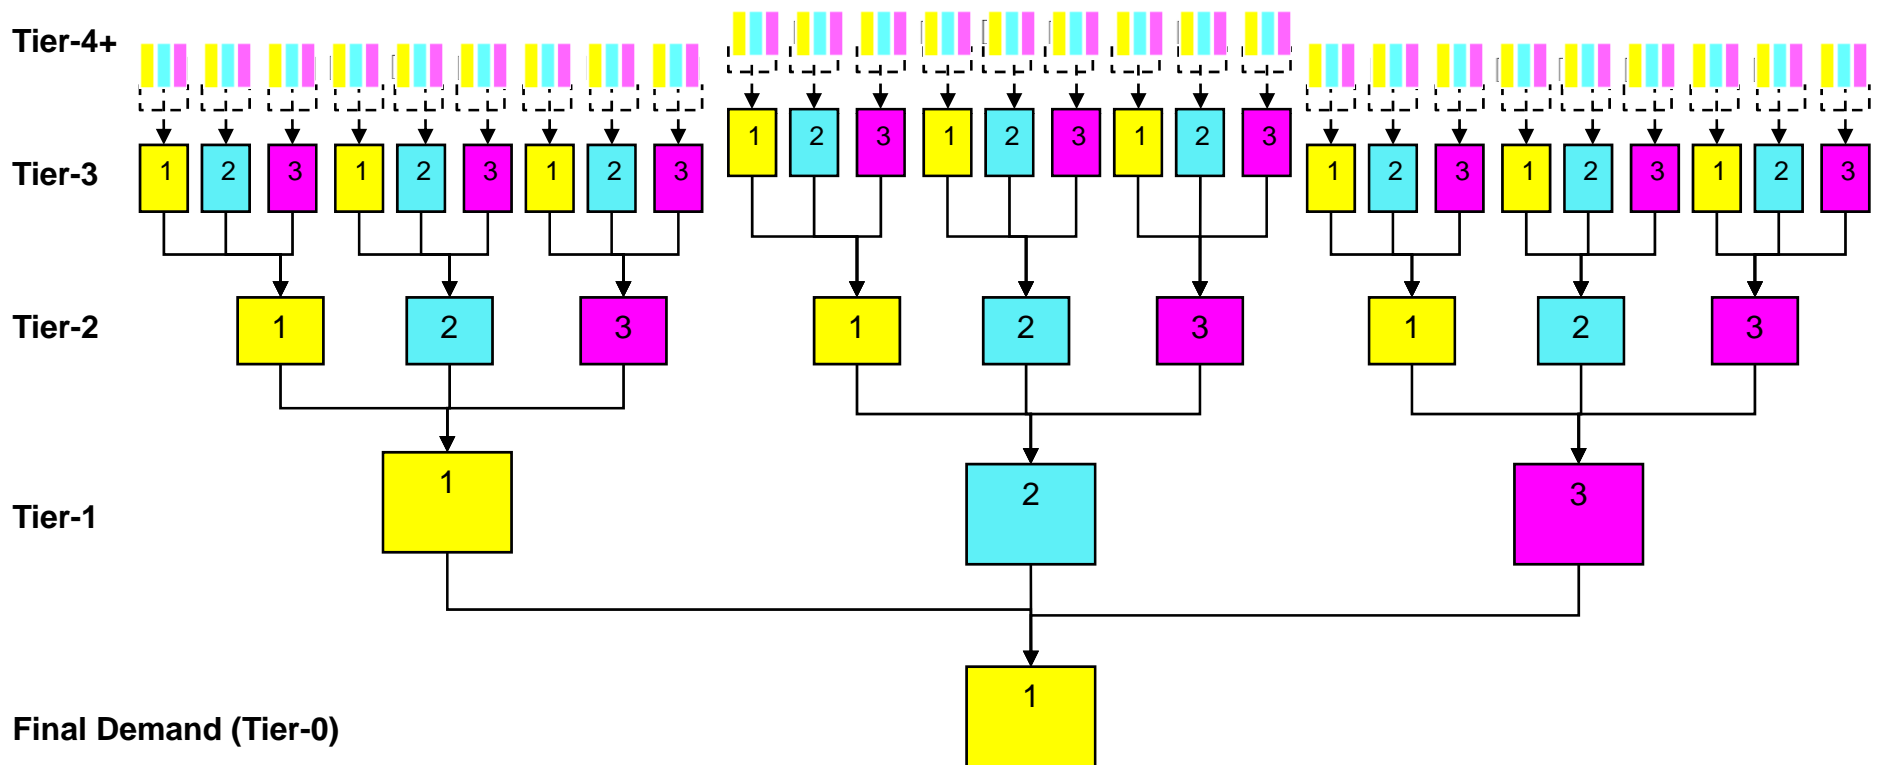 Tier-4+
1 2 3 1 2 3 1 2 3
Tier-3 1 2 3 1 2 3 1 2 3 1 2 3 1 2 3 1 2 3
Tier-2 1 2 3 1 2 3 1 2 3
1
Tier-1 2 3
1
Final Demand (Tier-0)